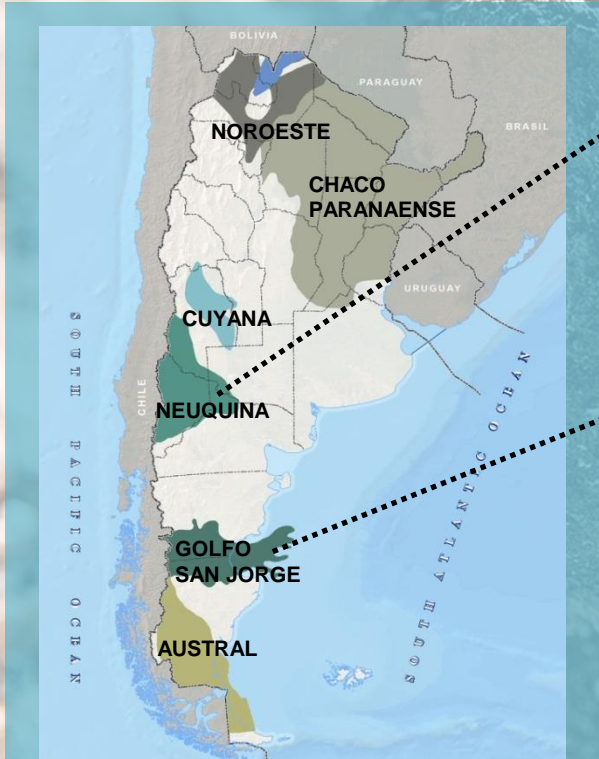 BOLIVIA
PARAGUAY
BRASIL
NOROESTE
CHACO
PARANAENSE
URUGUAY
CUYANA
CHILE
NEUQUINA
SOUTH PACIFIC OCEAN
SOUTH ATLANTIC OCEAN
GOLFO
SAN JORGE
AUSTRAL